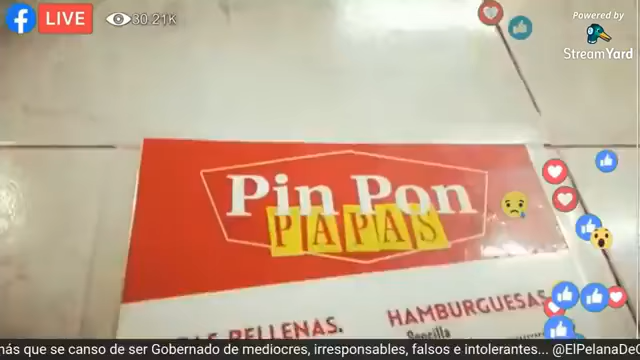 LIVE
30.21K
Powered by
StreamYard
Pin Pon
PAPAS
HAMBURGUESAS
RELLENAS.
Sencilla
más que se canso de ser Gobernado de mediocres, irresponsables, falsos e intolerantes... @ElPelanaDeC